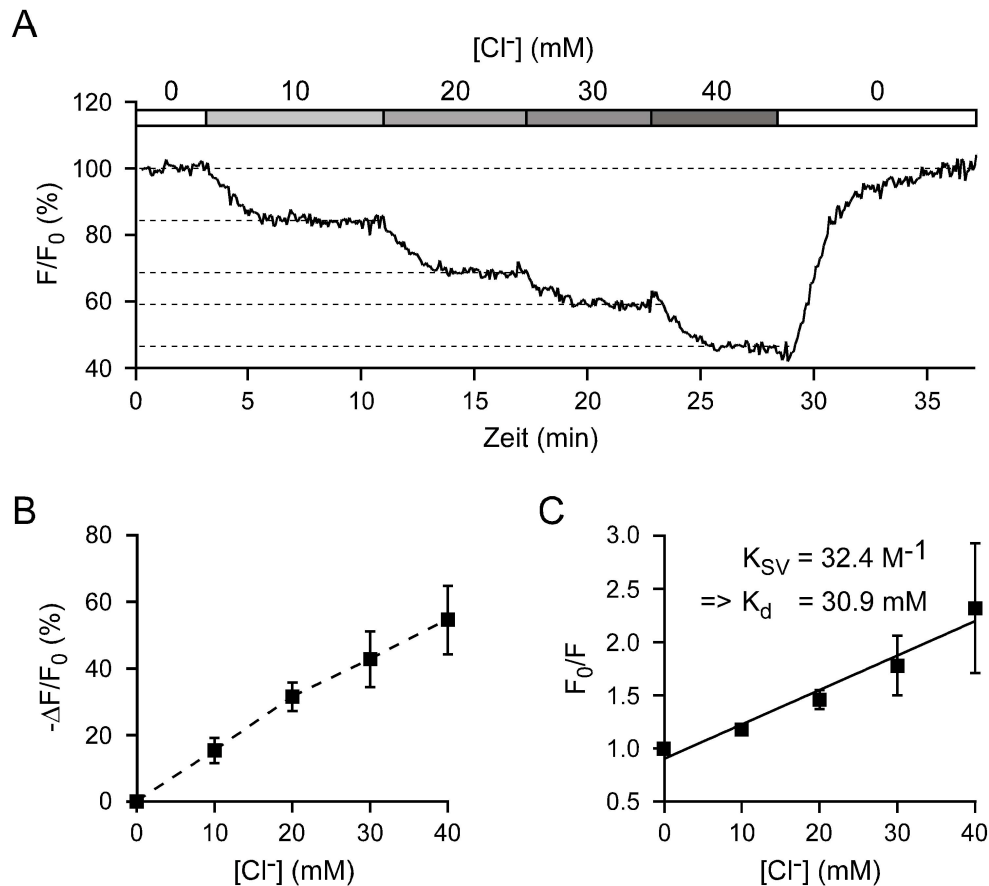 A
[Cl⁻] (mM)
0 10 20 30 40 0
120
100
80
60
40
F/F₀ (%)
0 5 10 15 20 25 30 35
Zeit (min)
B
80
60
40
20
0
-ΔF/F₀ (%)
0 10 20 30 40
[Cl⁻] (mM)
C
3.0
2.5
2.0
1.5
1.0
0.5
F₀/F
K_SV = 32.4 M⁻¹
=> K_d = 30.9 mM
0 10 20 30 40
[Cl⁻] (mM)